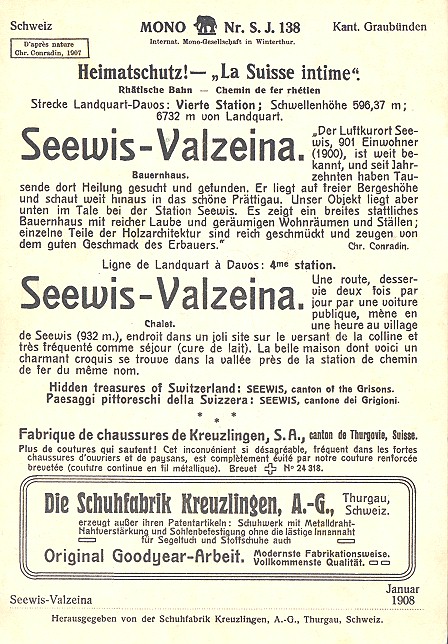 Schweiz MONO Nr. S. J. 138 Kant. Graubünden
D'après nature
Chr. Conradin, 1907
Internat. Mono-Gesellschaft in Winterthur.
Heimatschutz! — „La Suisse intime“.
Rhätische Bahn — Chemin de fer rhétien
Strecke Landquart-Davos: Vierte Station; Schwellenhöhe 596,37 m;
6732 m von Landquart.
Seewis-Valzeina.
Bauernhaus.
„Der Luftkurort See-
wis, 901 Einwohner
(1900), ist weit be-
kannt, und seit Jahr-
zehnten haben Tau-
sende dort Heilung gesucht und gefunden. Er liegt auf freier Bergeshöhe
und schaut weit hinaus in das schöne Prättigau. Unser Objekt liegt aber
unten im Tale bei der Station Seewis. Es zeigt ein breites stattliches
Bauernhaus mit reicher Laube und geräumigen Wohnräumen und Ställen;
einzelne Teile der Holzarchitektur sind reich geschmückt und zeugen von
dem guten Geschmack des Erbauers.“ Chr. Conradin.
Ligne de Landquart à Davos: 4me station.
Seewis-Valzeina.
Chalet.
Une route, desser-
vie deux fois par
jour par une voiture
publique, mène en
une heure au village
de Seewis (932 m.), endroit dans un joli site sur le versant de la colline et
très fréquenté comme séjour (cure de lait). La belle maison dont voici un
charmant croquis se trouve dans la vallée près de la station de chemin
de fer du même nom.
Hidden treasures of Switzerland: SEEWIS, canton of the Grisons.
Paesaggi pittoreschi della Svizzera: SEEWIS, cantone dei Grigioni.
* * *
Fabrique de chaussures de Kreuzlingen, S. A., canton de Thurgovie, Suisse.
Plus de coutures qui sautent! Cet inconvénient si désagréable, fréquent dans les fortes
chaussures d'ouvriers et de paysans, est complètement évité par notre couture renforcée
brevetée (couture continue en fil métallique). Brevet No 24 318.
Die Schuhfabrik Kreuzlingen, A.-G., Thurgau,
Schweiz.
erzeugt außer ihren Patentartikeln: Schuhwerk mit Metalldraht-
Nahtverstärkung und Sohlenbefestigung ohne die lästige Innennaht
für Segeltuch und Stoffschuhe auch
Original Goodyear-Arbeit. Modernste Fabrikationsweise.
Vollkommenste Qualität.
Seewis-Valzeina
Januar
1908
Herausgegeben von der Schuhfabrik Kreuzlingen, A.-G., Thurgau, Schweiz.